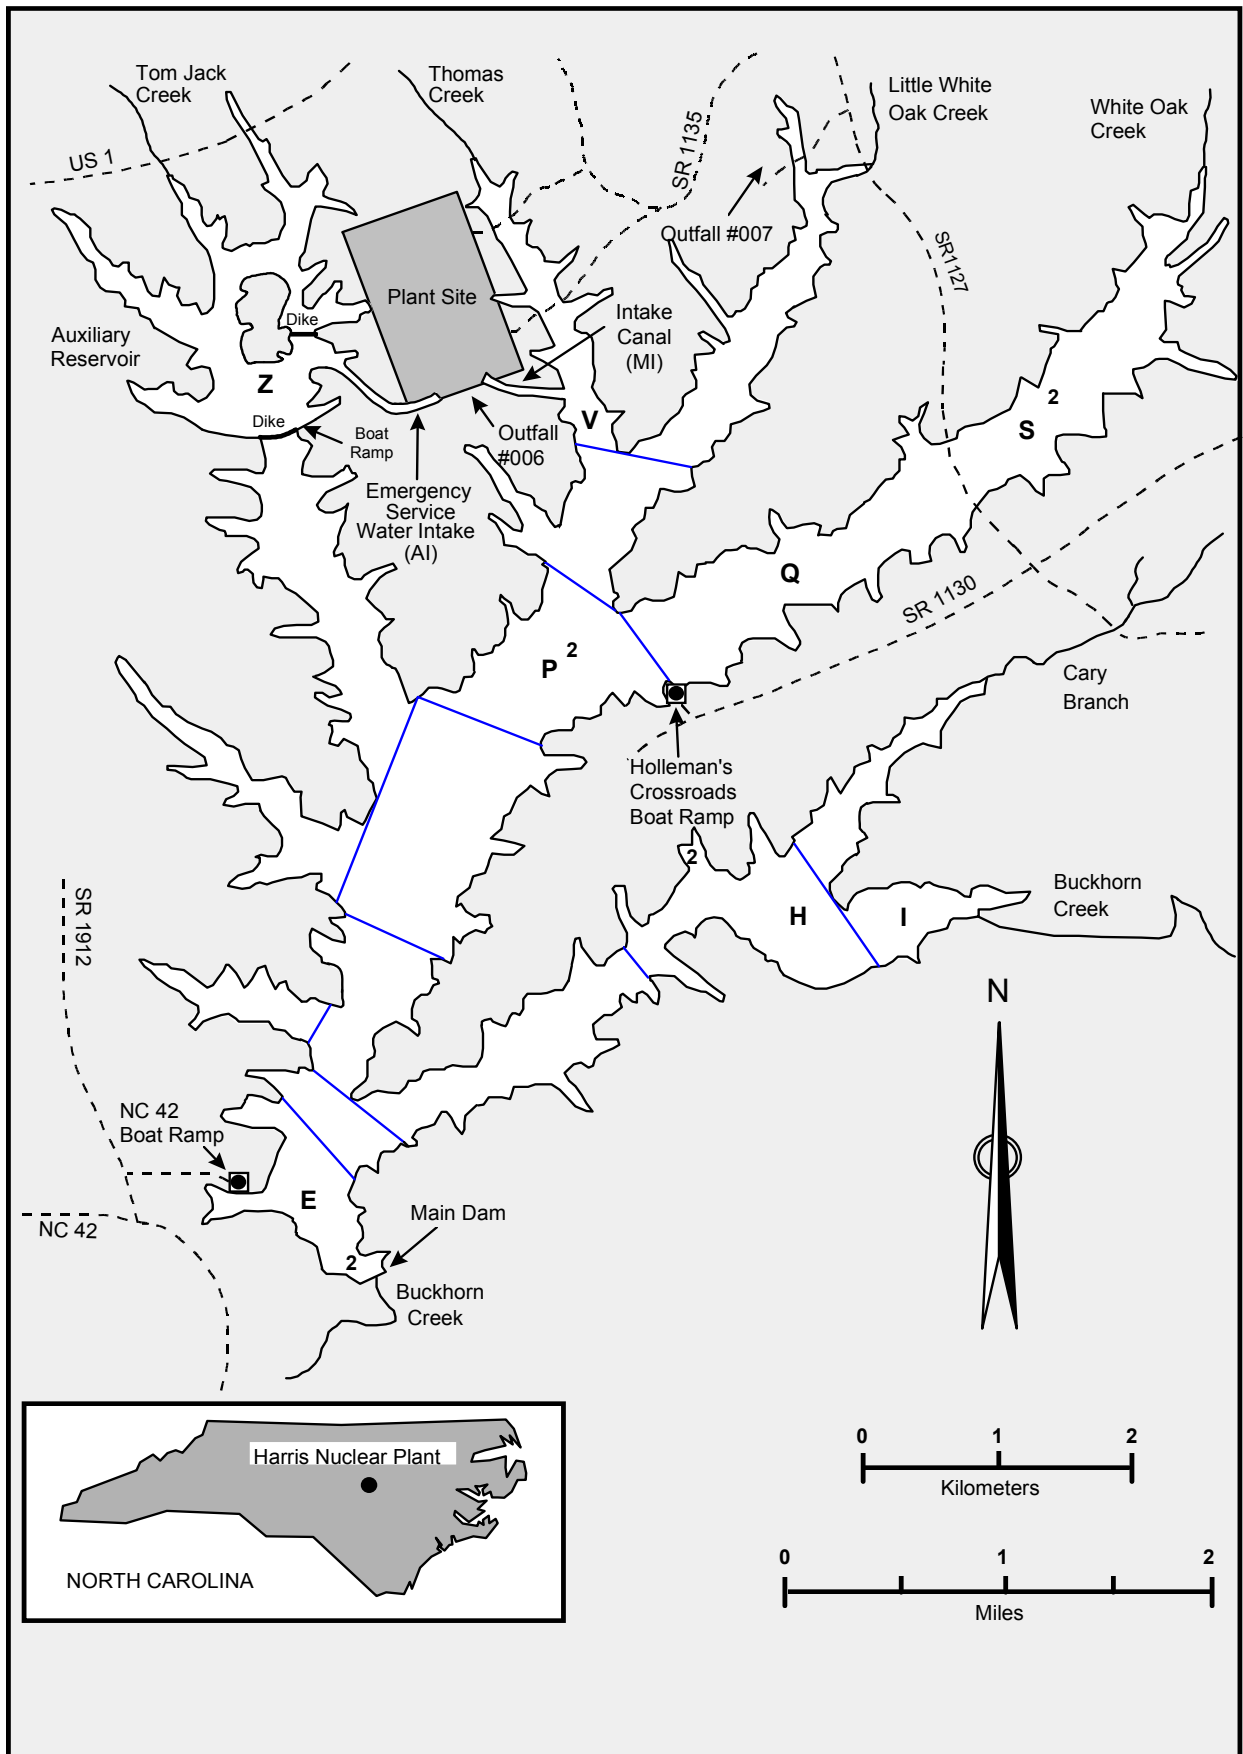 Tom Jack
Creek
Thomas
Creek
Little White
Oak Creek
White Oak
Creek
US 1
SR 1135
Outfall #007
SR1127
Plant Site
Intake
Canal
(MI)
Auxiliary
Reservoir
Dike
Z
Dike
Boat
Ramp
V
Outfall
#006
Emergency
Service
Water Intake
(AI)
2
S
Q
SR 1130
P 2
Cary
Branch
Holleman's
Crossroads
Boat Ramp
2
H
I
Buckhorn
Creek
SR 1912
N
NC 42
Boat Ramp
E
NC 42
Main Dam
2
Buckhorn
Creek
Harris Nuclear Plant
NORTH CAROLINA
0 1 2
Kilometers
0 1 2
Miles